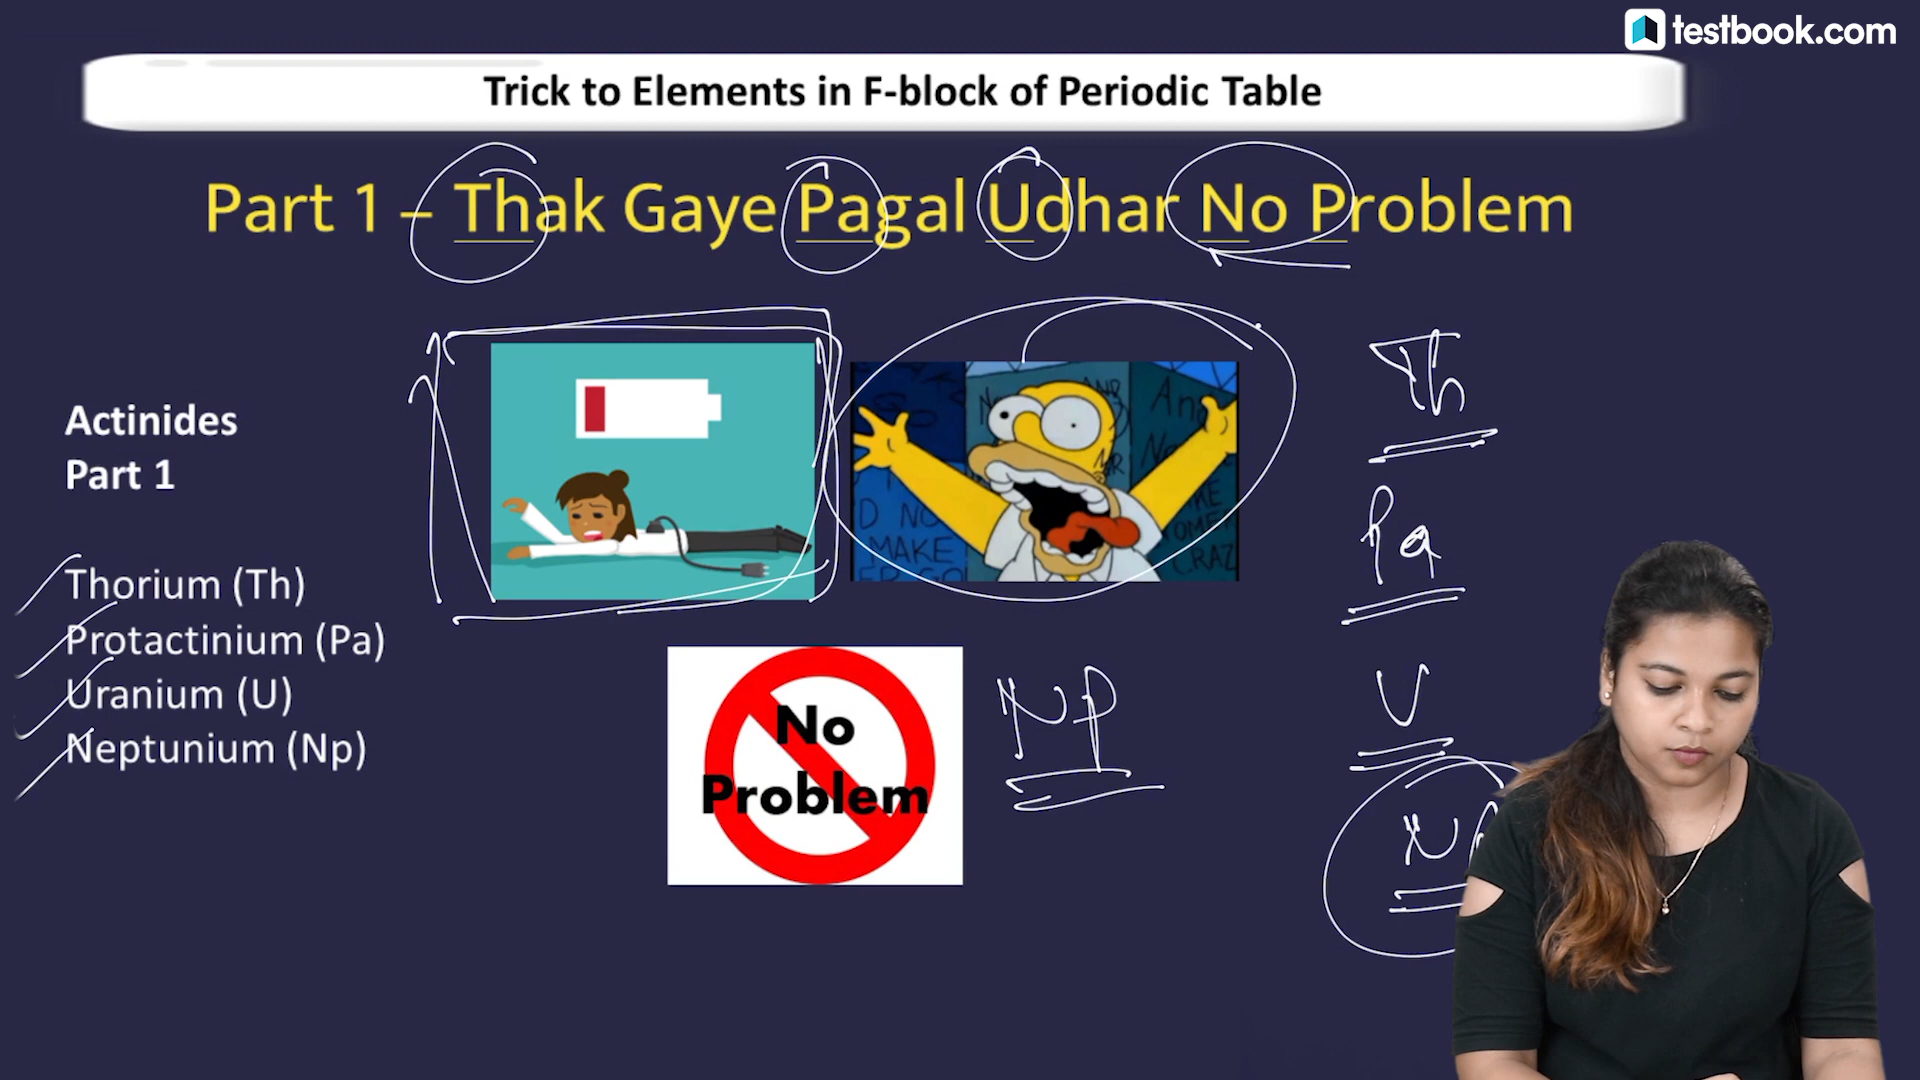 testbook.com
Trick to Elements in F-block of Periodic Table
Part 1 – Thak Gaye Pagal Udhar No Problem
Actinides
Part 1
Thorium (Th)
Protactinium (Pa)
Uranium (U)
Neptunium (Np)
No
Problem
NP
Th
Pa
U